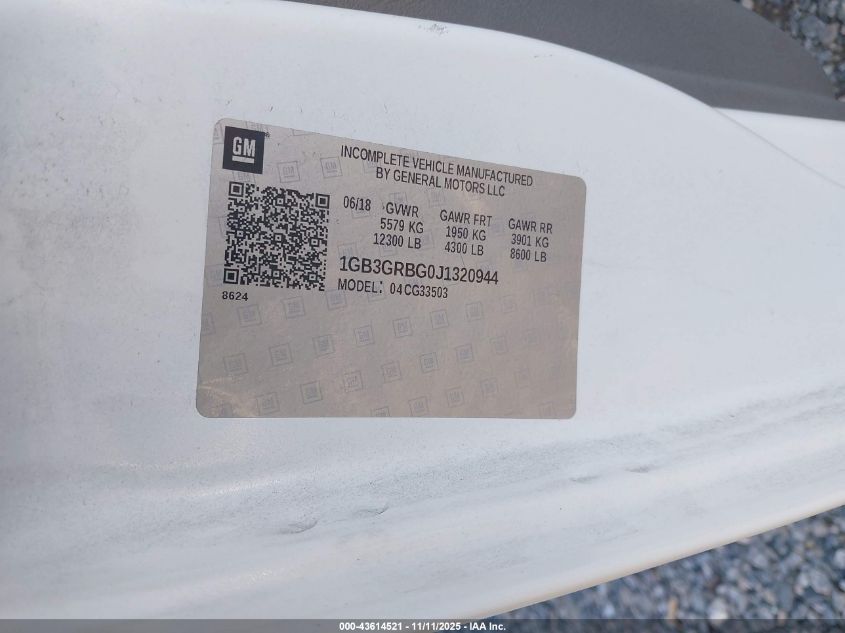 GM
INCOMPLETE VEHICLE MANUFACTURED
BY GENERAL MOTORS LLC
06/18 GVWR GAWR FRT GAWR RR
5579 KG 1950 KG 3901 KG
12300 LB 4300 LB 8600 LB
1GB3GRBG0J1320944
MODEL: 04CG33503
8624
000-43614521 - 11/11/2025 - IAA Inc.